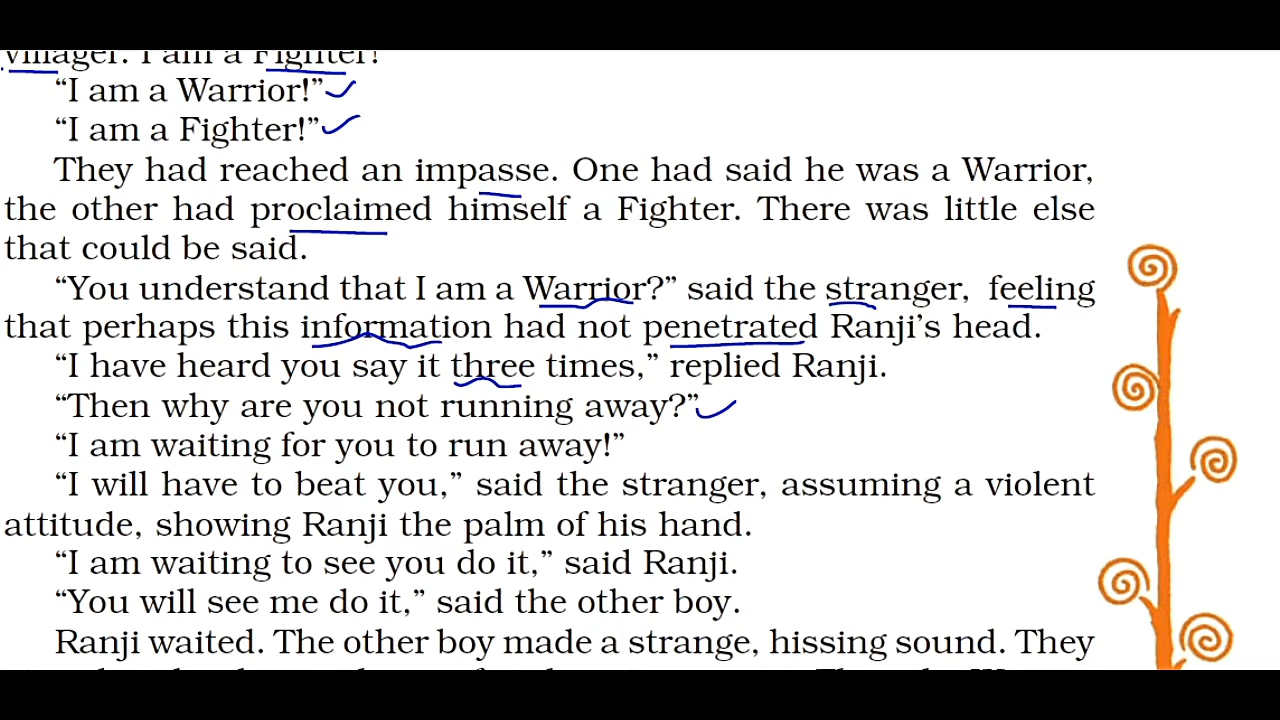 villager. I am a Fighter!
“I am a Warrior!”
“I am a Fighter!”
They had reached an impasse. One had said he was a Warrior,
the other had proclaimed himself a Fighter. There was little else
that could be said.
“You understand that I am a Warrior?” said the stranger, feeling
that perhaps this information had not penetrated Ranji’s head.
“I have heard you say it three times,” replied Ranji.
“Then why are you not running away?”
“I am waiting for you to run away!”
“I will have to beat you,” said the stranger, assuming a violent
attitude, showing Ranji the palm of his hand.
“I am waiting to see you do it,” said Ranji.
“You will see me do it,” said the other boy.
Ranji waited. The other boy made a strange, hissing sound. They